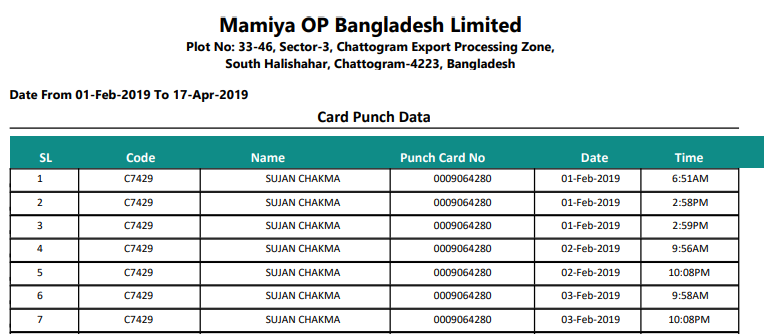 Mamiya OP Bangladesh Limited
Plot No: 33-46, Sector-3, Chattogram Export Processing Zone,
South Halishahar, Chattogram-4223, Bangladesh
Date From 01-Feb-2019 To 17-Apr-2019
Card Punch Data
SL Code Name Punch Card No Date Time
1 C7429 SUJAN CHAKMA 0009064280 01-Feb-2019 6:51AM
2 C7429 SUJAN CHAKMA 0009064280 01-Feb-2019 2:58PM
3 C7429 SUJAN CHAKMA 0009064280 01-Feb-2019 2:59PM
4 C7429 SUJAN CHAKMA 0009064280 02-Feb-2019 9:56AM
5 C7429 SUJAN CHAKMA 0009064280 02-Feb-2019 10:08PM
6 C7429 SUJAN CHAKMA 0009064280 03-Feb-2019 9:58AM
7 C7429 SUJAN CHAKMA 0009064280 03-Feb-2019 10:08PM